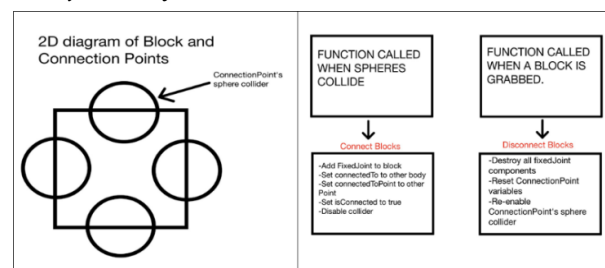 2D diagram of Block and
Connection Points
ConnectionPoint's
sphere collider
FUNCTION CALLED
WHEN SPHERES
COLLIDE
Connect Blocks
-Add FixedJoint to block
-Set connectedTo to other body
-Set connectedToPoint to other
Point
-Set isConnected to true
-Disable collider
FUNCTION CALLED
WHEN A BLOCK IS
GRABBED.
Disconnect Blocks
-Destroy all fixedJoint
components
-Reset ConnectionPoint
variables
-Re-enable
ConnectionPoint's sphere
collider